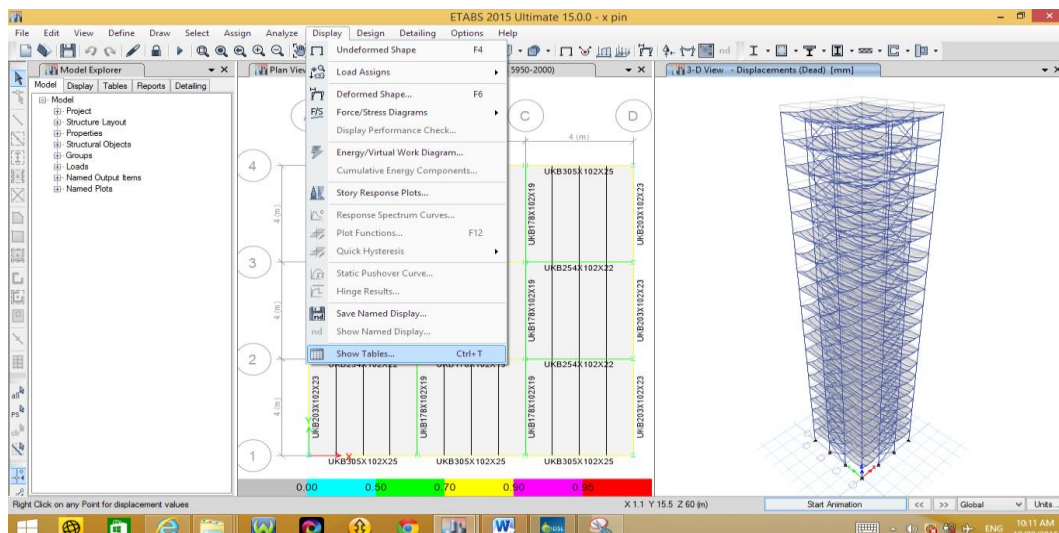 ETABS 2015 Ultimate 15.0.0 - x pin
File Edit View Define Draw Select Assign Analyze Display Design Detailing Options Help
nd
Model Explorer
Plan View
5950-2000)
3-D View - Displacements (Dead) [mm]
Model Display Tables Reports Detailing
Model
Project
Structure Layout
Properties
Structural Objects
Groups
Loads
Named Output Items
Named Plots
Undeformed Shape F4
Load Assigns
Deformed Shape... F6
F/S Force/Stress Diagrams
Display Performance Check...
Energy/Virtual Work Diagram...
Cumulative Energy Components...
Story Response Plots...
Response Spectrum Curves...
Plot Functions... F12
Quick Hysteresis
Static Pushover Curve...
Hinge Results...
Save Named Display...
nd Show Named Display...
Show Tables... Ctrl+T
C D
4 (m)
4
3
2
1
4 (m)
4 (m)
4 (m)
UKB305X102X25
UKB178X102X19
UKB203X102X23
UKB254X102X22
UKB178X102X19
UKB203X102X23
UKB254X102X22
UKB203X102X23
UKB178X102X19
UKB178X102X19
UKB203X102X23
UKB305X102X25
UKB305X102X25
UKB305X102X25
Y
X
0.00 0.50 0.70 0.90 0.95
all
PS
clr
Right Click on any Point for displacement values
X 1.1 Y 15.5 Z 60 (m)
Start Animation << >> Global Units...
ENG 10:11 AM